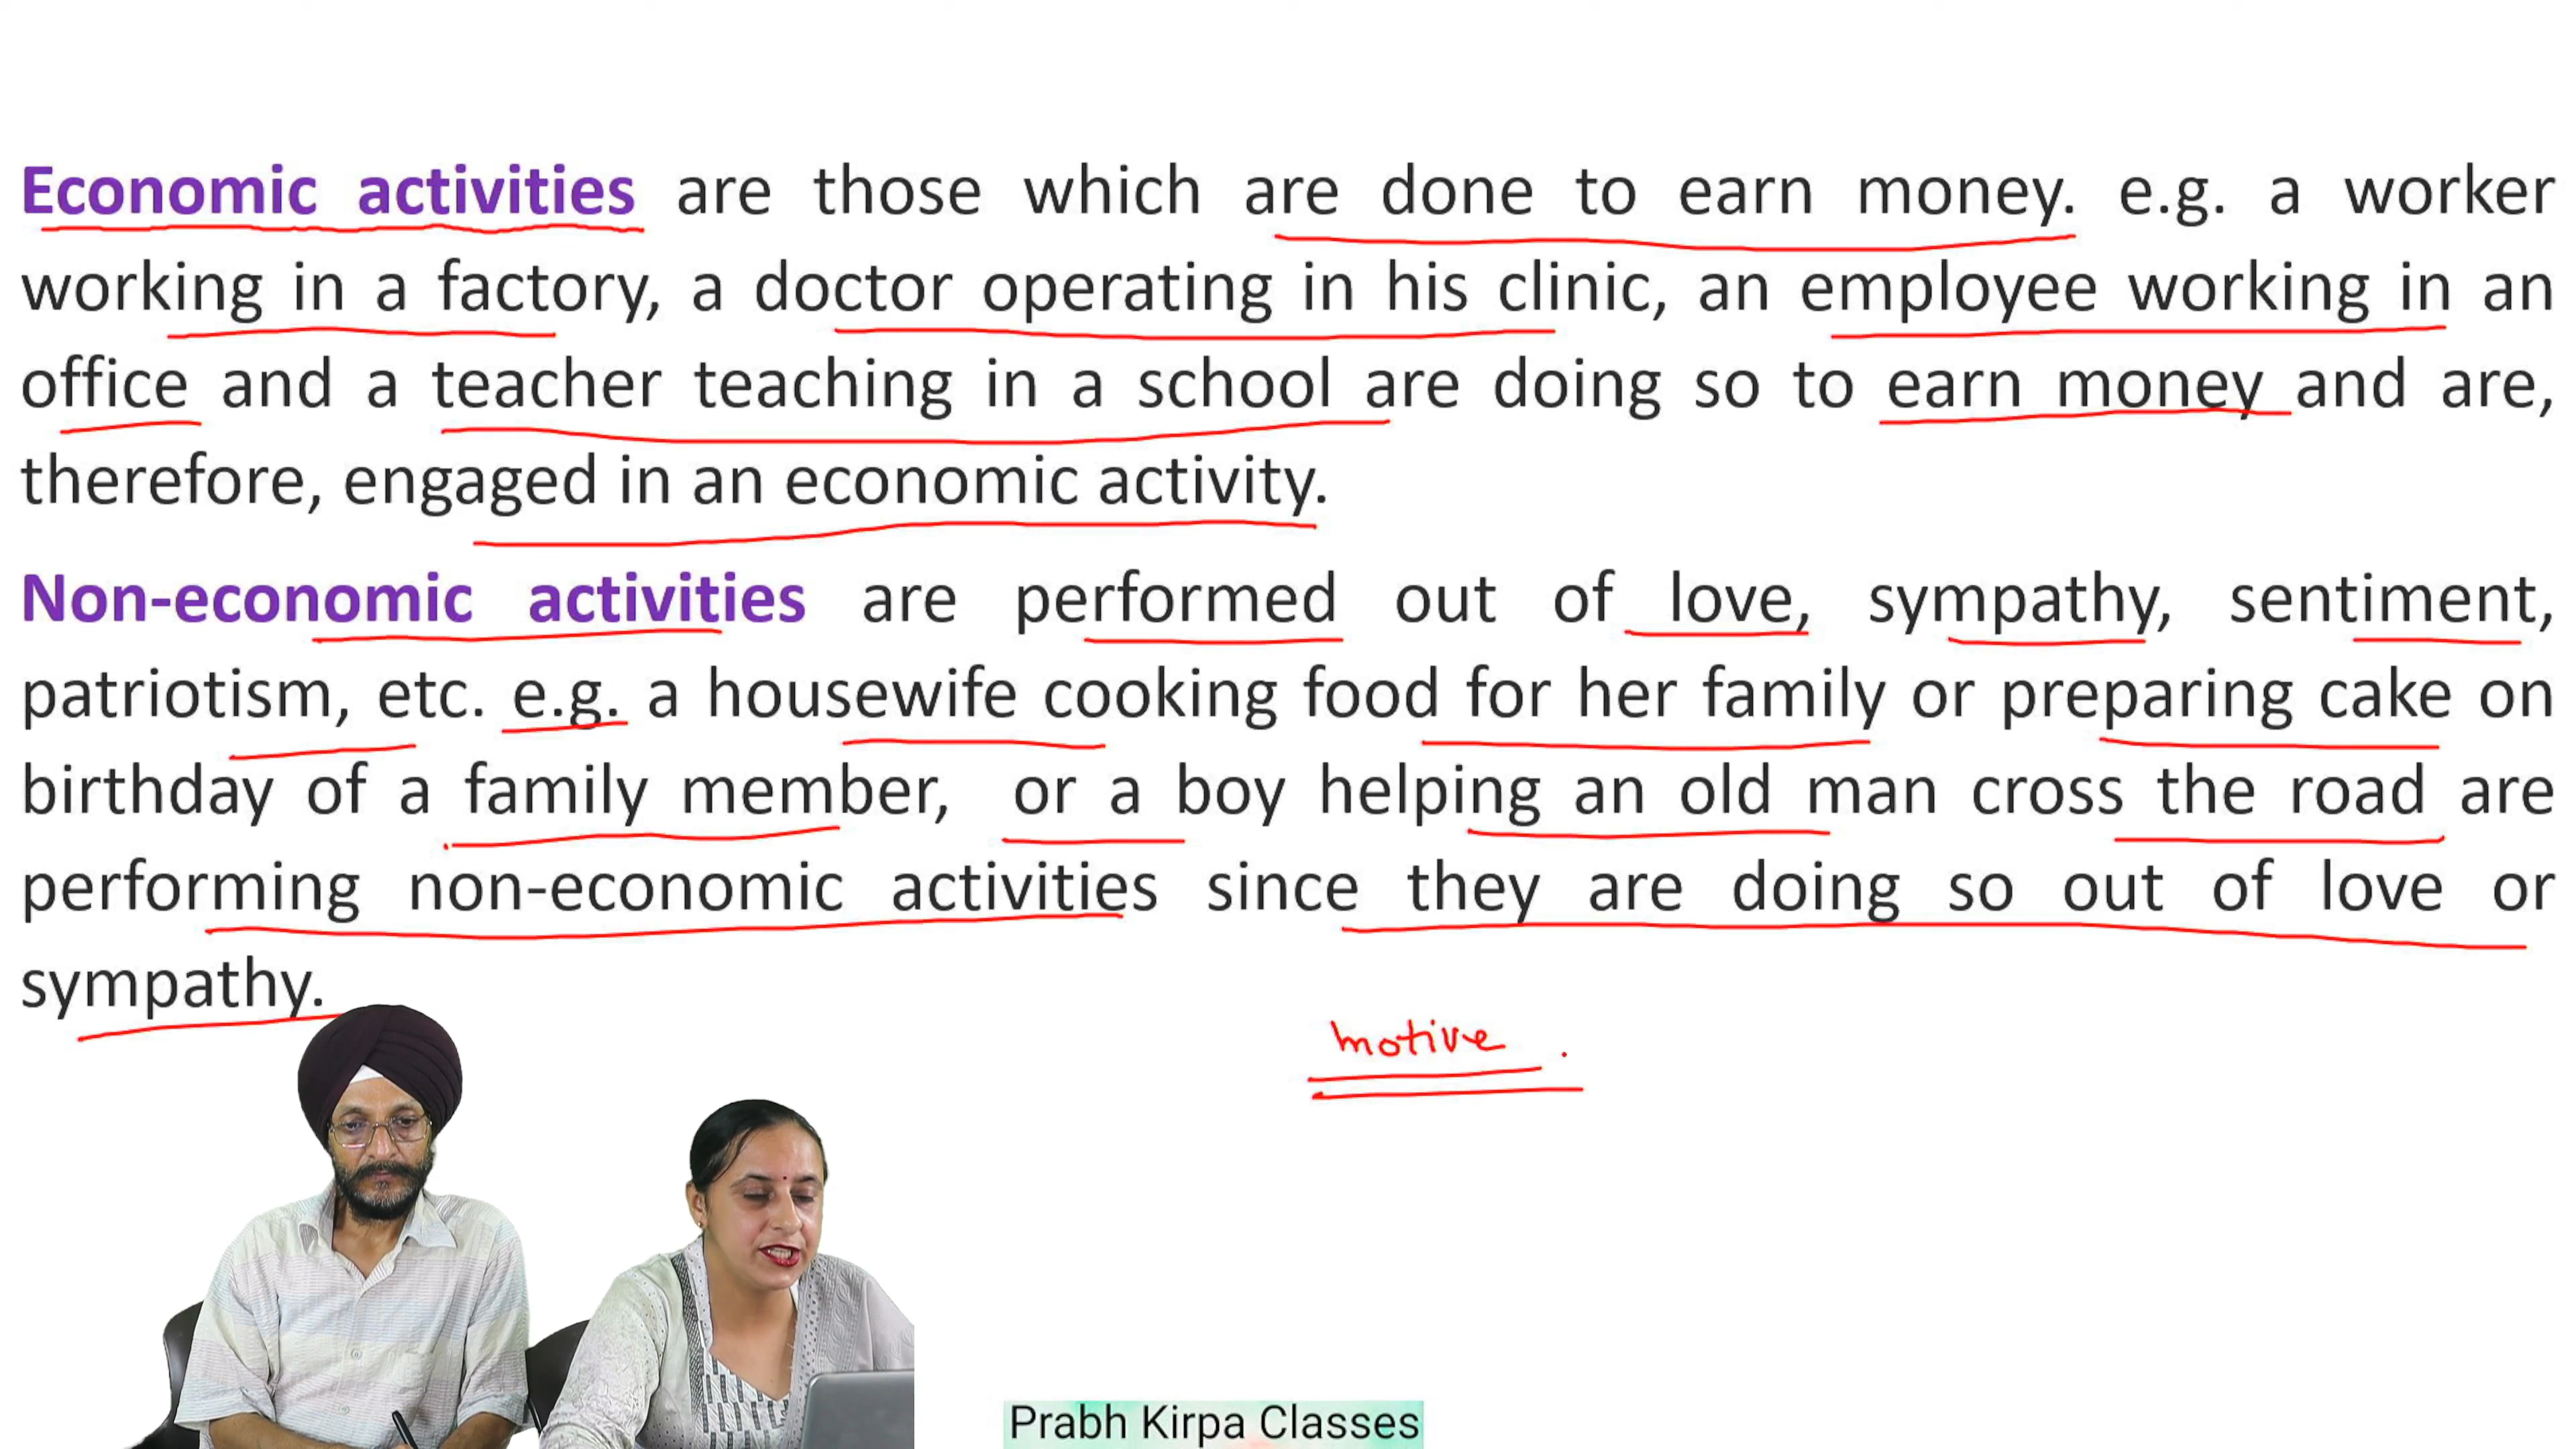 Economic activities are those which are done to earn money. e.g. a worker
working in a factory, a doctor operating in his clinic, an employee working in an
office and a teacher teaching in a school are doing so to earn money and are,
therefore, engaged in an economic activity.
Non-economic activities are performed out of love, sympathy, sentiment,
patriotism, etc. e.g. a housewife cooking food for her family or preparing cake on
birthday of a family member, or a boy helping an old man cross the road are
performing non-economic activities since they are doing so out of love or
sympathy.
motive
Prabh Kirpa Classes